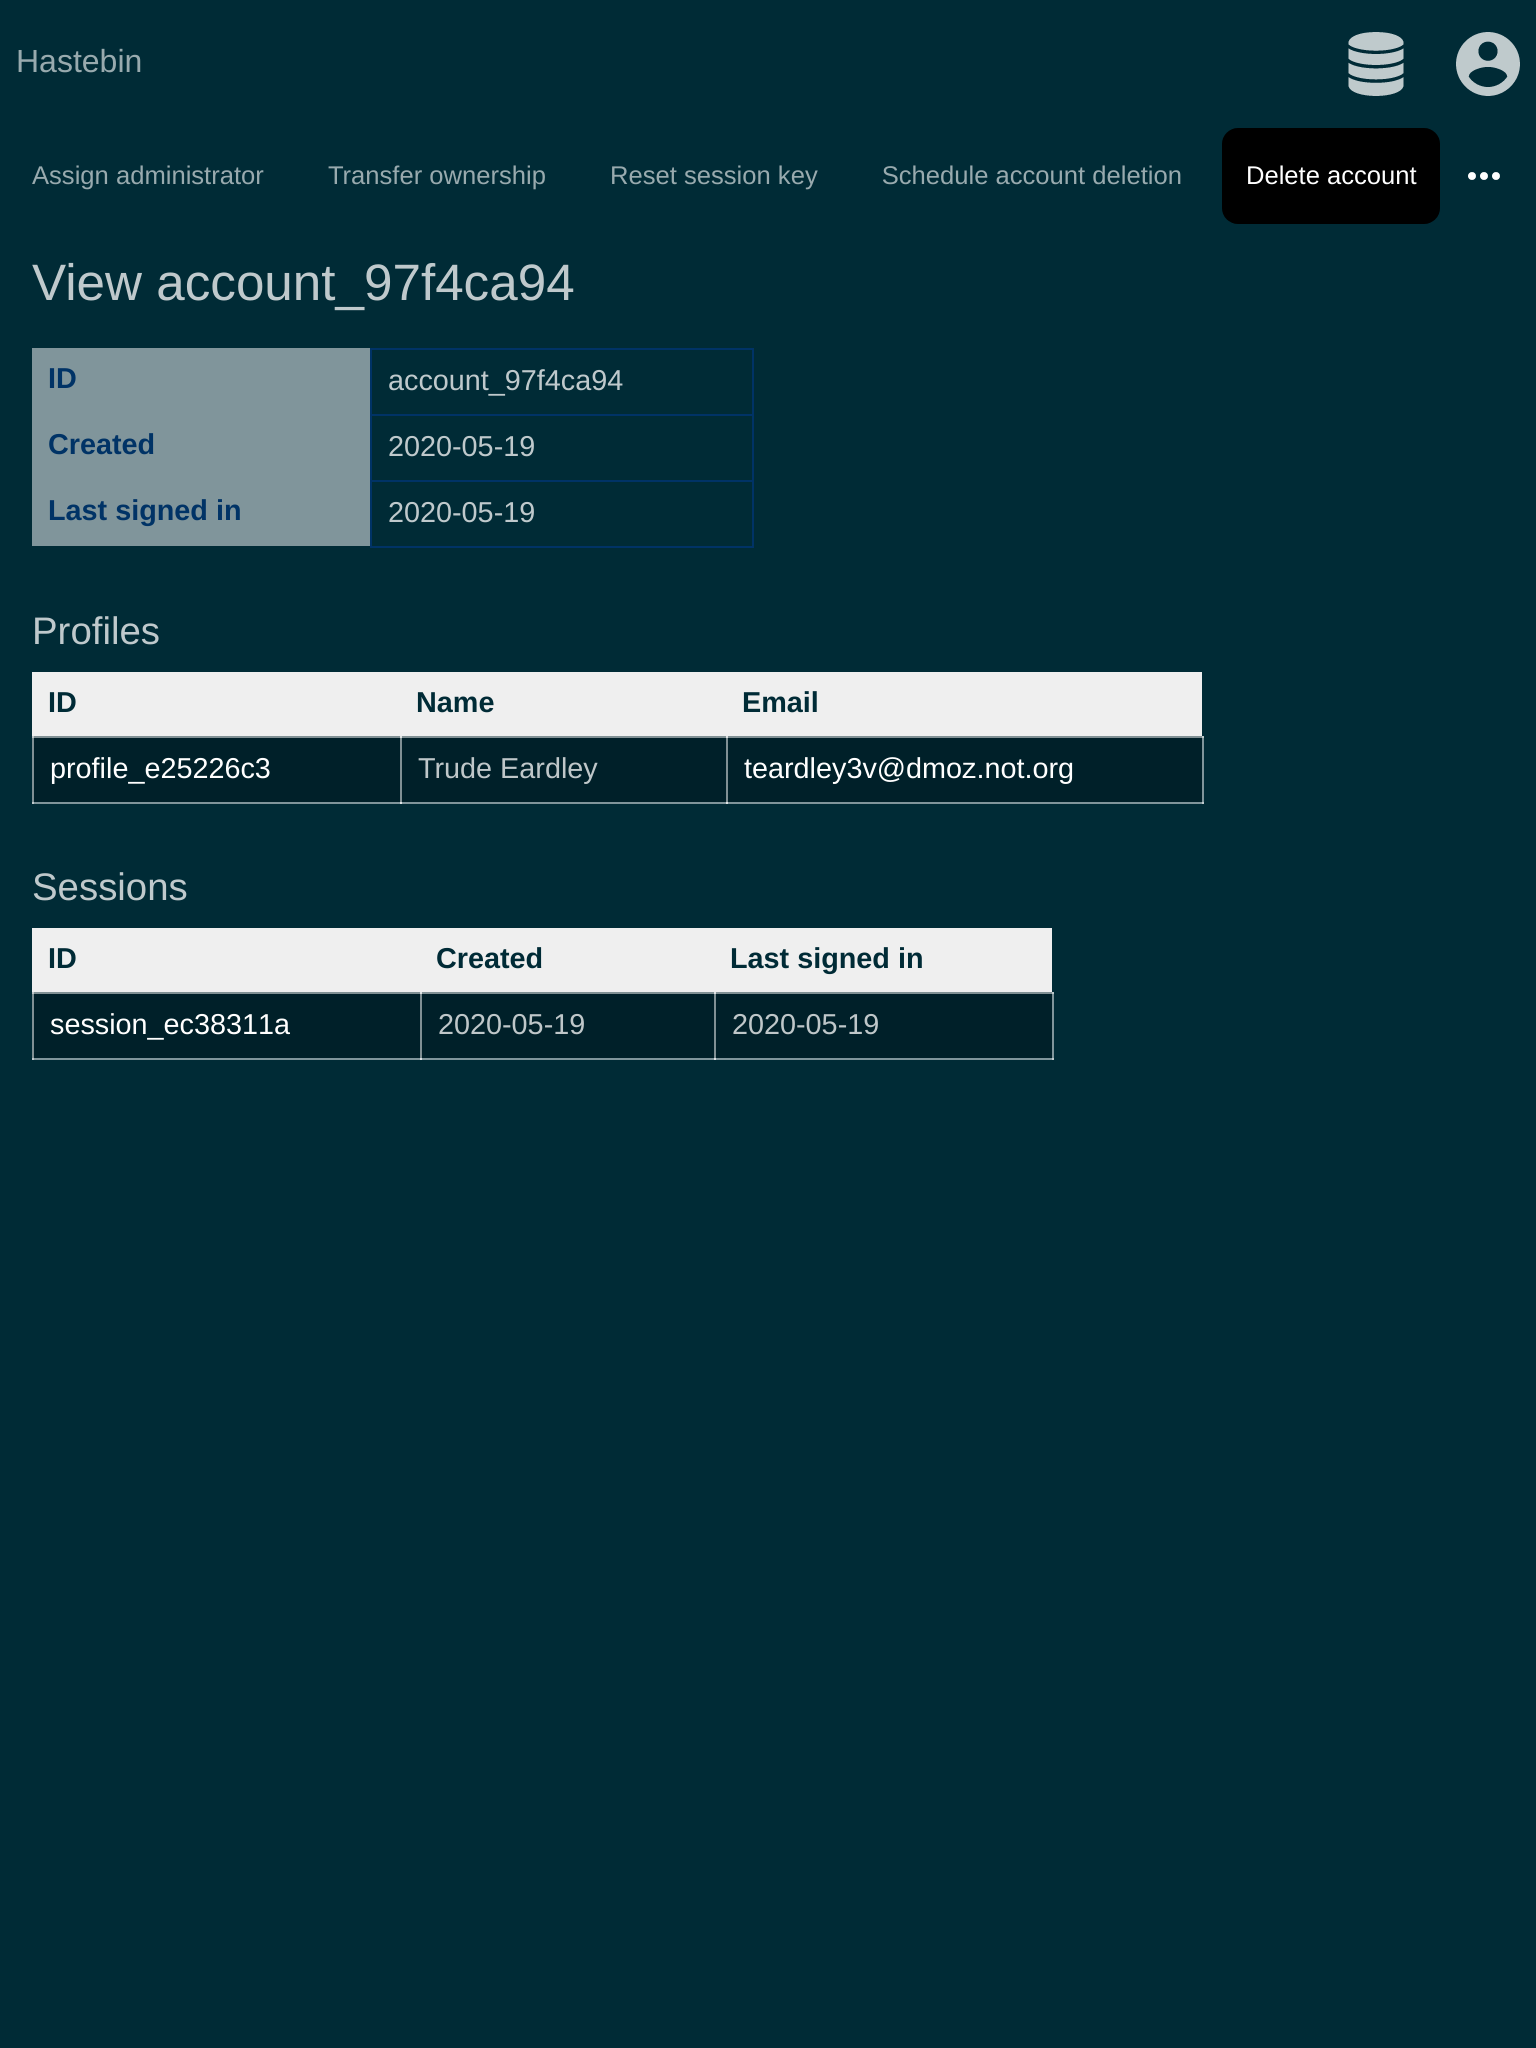 Hastebin
Assign administrator Transfer ownership Reset session key Schedule account deletion Delete account •••
View account_97f4ca94
ID account_97f4ca94
Created 2020-05-19
Last signed in 2020-05-19
Profiles
ID Name Email
profile_e25226c3 Trude Eardley teardley3v@dmoz.not.org
Sessions
ID Created Last signed in
session_ec38311a 2020-05-19 2020-05-19